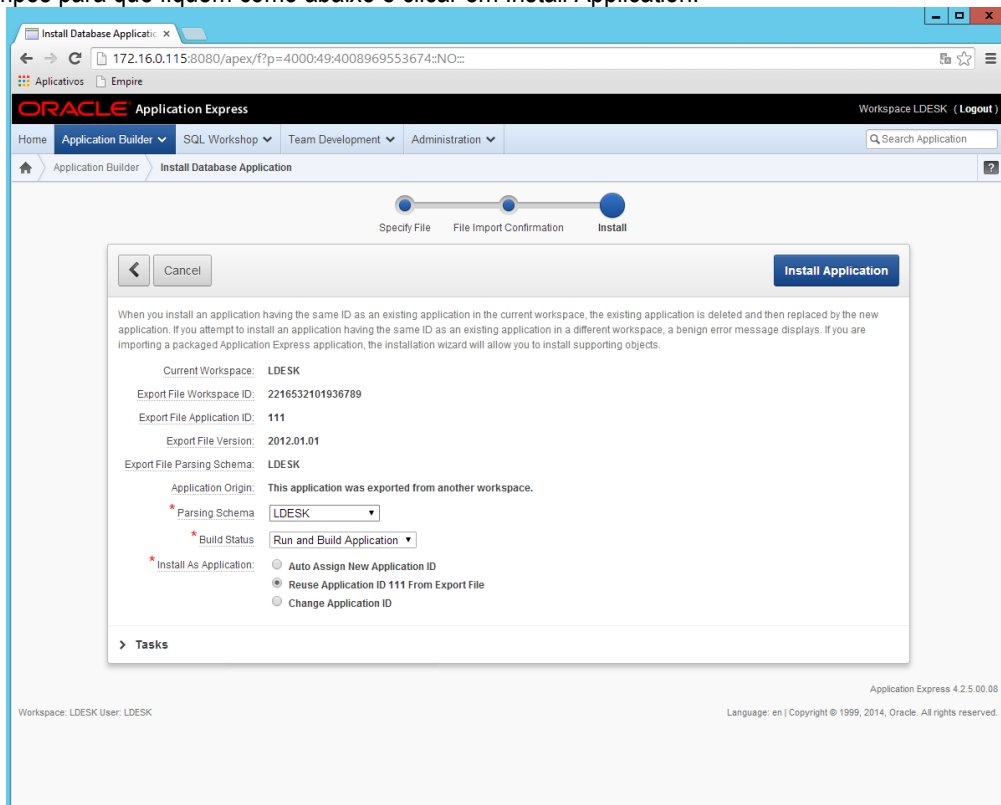 para que fiquem como abaixo e clicar em Install Application.
Install Database Applicatic
172.16.0.115:8080/apex/f?p=4000:49:4008969553674::NO:::
Aplicativos Empire
ORACLE Application Express
Workspace LDESK ( Logout )
Home Application Builder SQL Workshop Team Development Administration Search Application
Application Builder Install Database Application ?
Specify File File Import Confirmation Install
Cancel Install Application
When you install an application having the same ID as an existing application in the current workspace, the existing application is deleted and then replaced by the new
application. If you attempt to install an application having the same ID as an existing application in a different workspace, a benign error message displays. If you are
importing a packaged Application Express application, the installation wizard will allow you to install supporting objects.
Current Workspace: LDESK
Export File Workspace ID: 2216532101936789
Export File Application ID: 111
Export File Version: 2012.01.01
Export File Parsing Schema: LDESK
Application Origin: This application was exported from another workspace.
* Parsing Schema LDESK
* Build Status Run and Build Application
* Install As Application: Auto Assign New Application ID
Reuse Application ID 111 From Export File
Change Application ID
Tasks
Application Express 4.2.5.00.08
Workspace: LDESK User: LDESK
Language: en | Copyright © 1999, 2014, Oracle. All rights reserved.